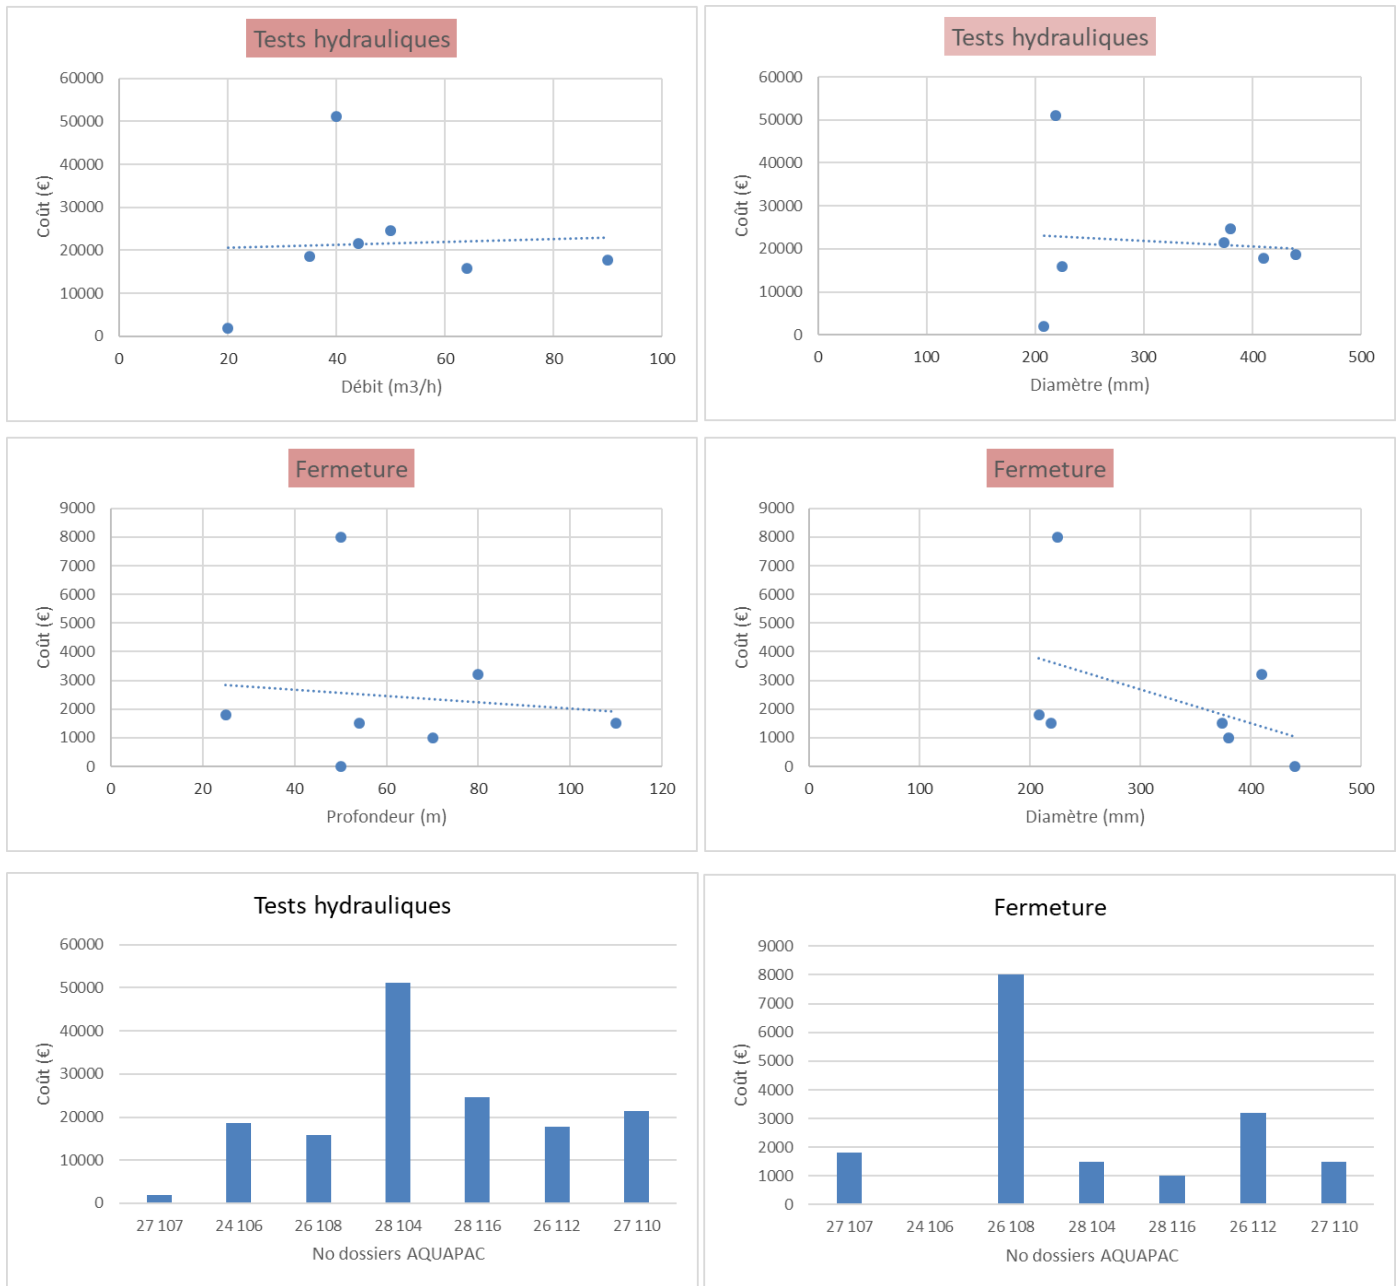 Tests hydrauliques
60000
50000
40000
30000
20000
10000
0
Coût (€)
0 20 40 60 80 100
Débit (m3/h)
Tests hydrauliques
60000
50000
40000
30000
20000
10000
0
Coût (€)
0 100 200 300 400 500
Diamètre (mm)
Fermeture
9000
8000
7000
6000
5000
4000
3000
2000
1000
0
Coût (€)
0 20 40 60 80 100 120
Profondeur (m)
Fermeture
9000
8000
7000
6000
5000
4000
3000
2000
1000
0
Coût (€)
0 100 200 300 400 500
Diamètre (mm)
Tests hydrauliques
60000
50000
40000
30000
20000
10000
0
Coût (€)
27 107 24 106 26 108 28 104 28 116 26 112 27 110
No dossiers AQUAPAC
Fermeture
9000
8000
7000
6000
5000
4000
3000
2000
1000
0
Coût (€)
27 107 24 106 26 108 28 104 28 116 26 112 27 110
No dossiers AQUAPAC